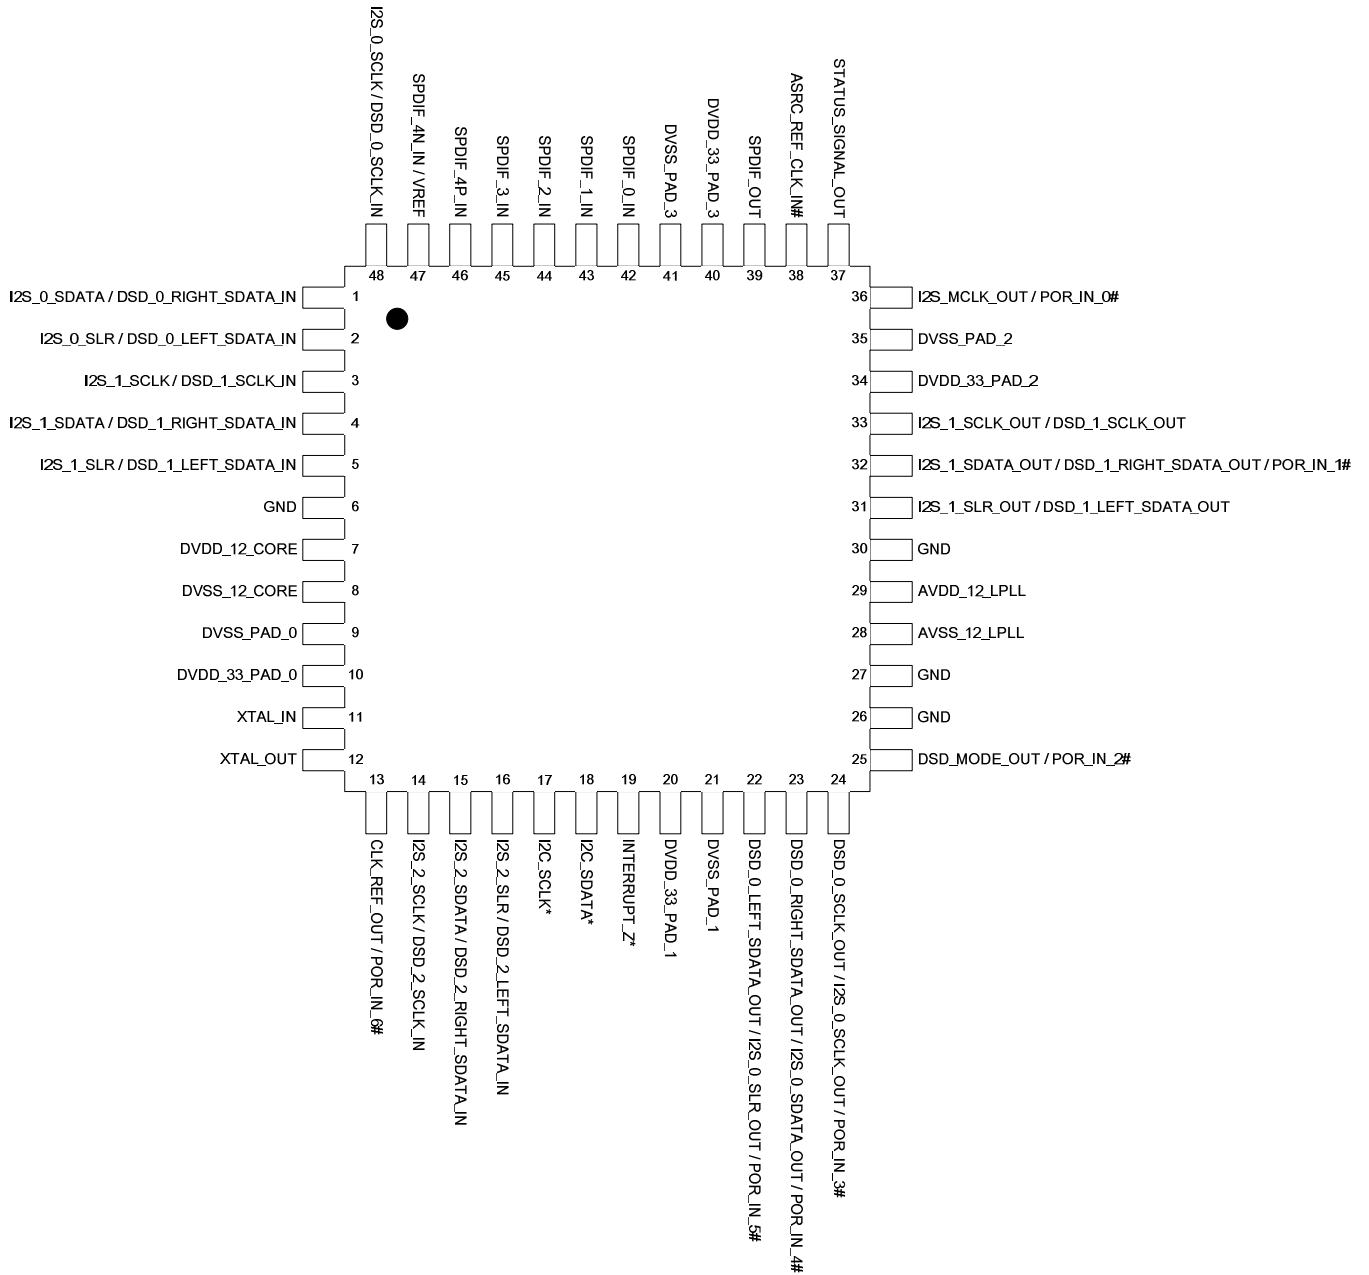 I2S_0_SCLK / DSD_0_SCLK_IN
SPDIF_4N_IN / VREF
SPDIF_4P_IN
SPDIF_3_IN
SPDIF_2_IN
SPDIF_1_IN
SPDIF_0_IN
DVSS_PAD_3
DVDD_33_PAD_3
SPDIF_OUT
ASRC_REF_CLK_IN#
STATUS_SIGNAL_OUT
48 47 46 45 44 43 42 41 40 39 38 37
I2S_0_SDATA / DSD_0_RIGHT_SDATA_IN 1
I2S_0_SLR / DSD_0_LEFT_SDATA_IN 2
I2S_1_SCLK / DSD_1_SCLK_IN 3
I2S_1_SDATA / DSD_1_RIGHT_SDATA_IN 4
I2S_1_SLR / DSD_1_LEFT_SDATA_IN 5
GND 6
DVDD_12_CORE 7
DVSS_12_CORE 8
DVSS_PAD_0 9
DVDD_33_PAD_0 10
XTAL_IN 11
XTAL_OUT 12
36 I2S_MCLK_OUT / POR_IN_0#
35 DVSS_PAD_2
34 DVDD_33_PAD_2
33 I2S_1_SCLK_OUT / DSD_1_SCLK_OUT
32 I2S_1_SDATA_OUT / DSD_1_RIGHT_SDATA_OUT / POR_IN_1#
31 I2S_1_SLR_OUT / DSD_1_LEFT_SDATA_OUT
30 GND
29 AVDD_12_LPLL
28 AVSS_12_LPLL
27 GND
26 GND
25 DSD_MODE_OUT / POR_IN_2#
13 14 15 16 17 18 19 20 21 22 23 24
CLK_REF_OUT / POR_IN_6#
I2S_2_SCLK / DSD_2_SCLK_IN
I2S_2_SDATA / DSD_2_RIGHT_SDATA_IN
I2S_2_SLR / DSD_2_LEFT_SDATA_IN
I2C_SCLK*
I2C_SDATA*
INTERRUPT_Z*
DVDD_33_PAD_1
DVSS_PAD_1
DSD_0_LEFT_SDATA_OUT / I2S_0_SLR_OUT / POR_IN_5#
DSD_0_RIGHT_SDATA_OUT / I2S_0_SDATA_OUT / POR_IN_4#
DSD_0_SCLK_OUT / I2S_0_SCLK_OUT / POR_IN_3#